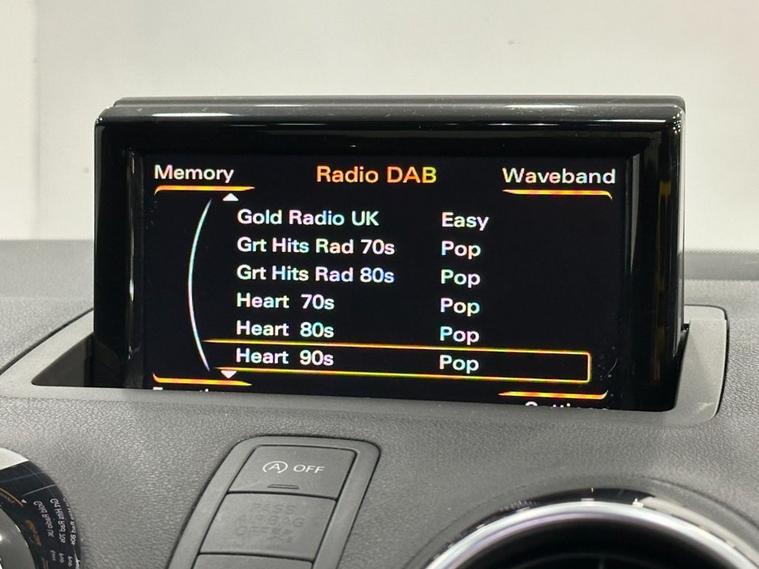 Memory Radio DAB Waveband
Gold Radio UK Easy
Grt Hits Rad 70s Pop
Grt Hits Rad 80s Pop
Heart 70s Pop
Heart 80s Pop
Heart 90s Pop
A OFF